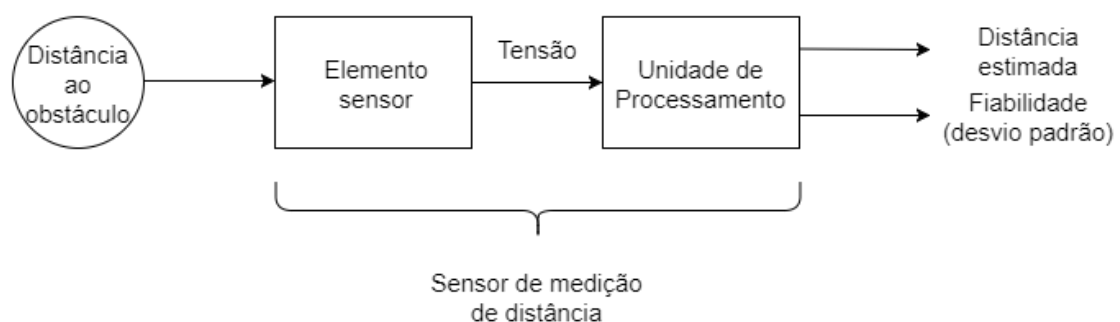 Distância
ao
obstáculo
Elemento
sensor
Tensão
Unidade de
Processamento
Distância
estimada
Fiabilidade
(desvio padrão)
Sensor de medição
de distância